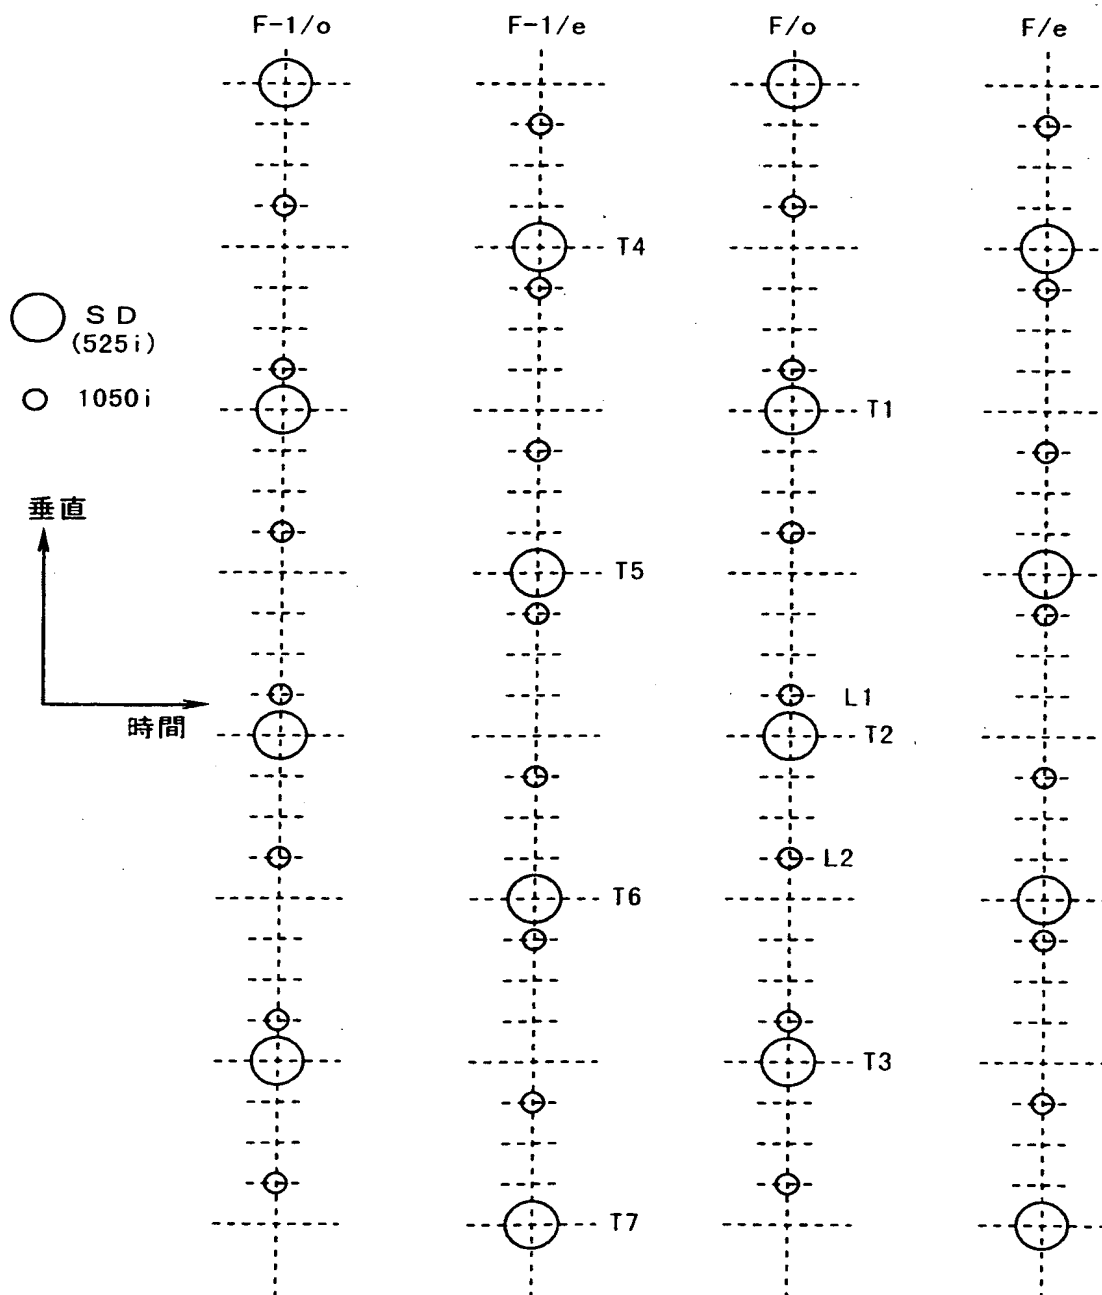 F-1/o F-1/e F/o F/e
T4
ＳＤ
(525i)
1050i
T1
垂直
T5
L1
時間
T2
L2
T6
T3
T7